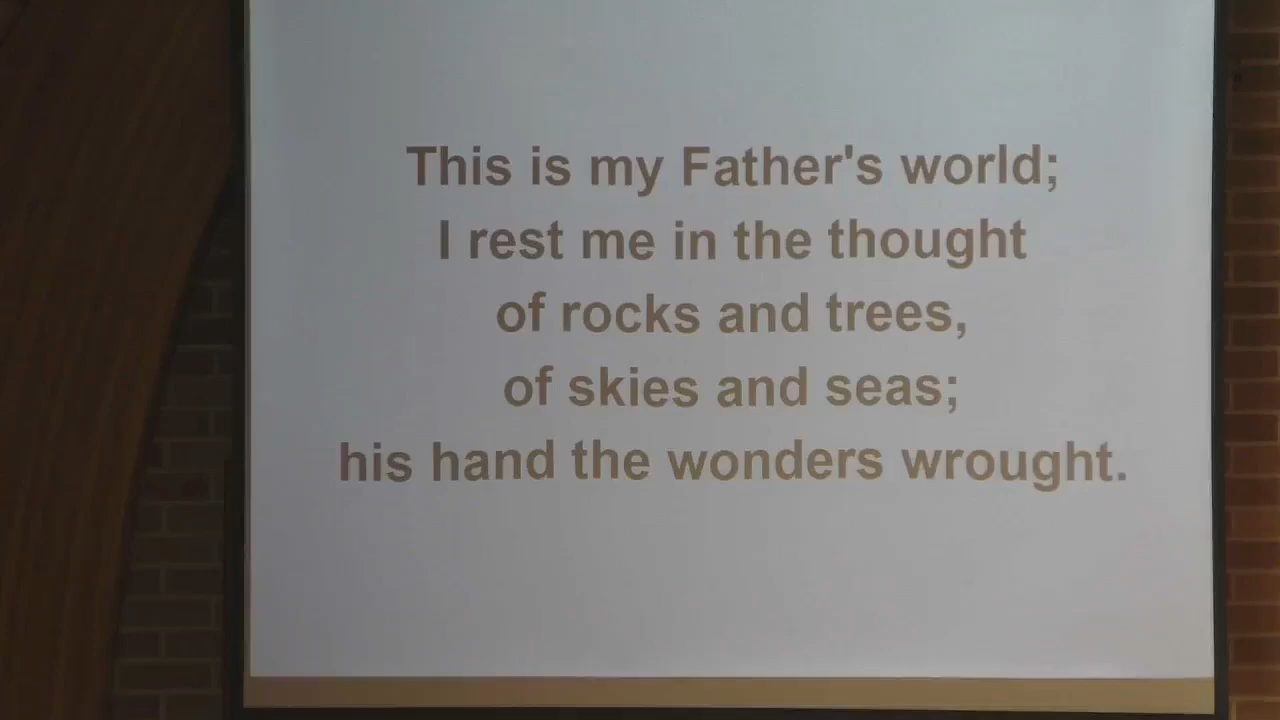 This is my Father's world;
I rest me in the thought
of rocks and trees,
of skies and seas;
his hand the wonders wrought.